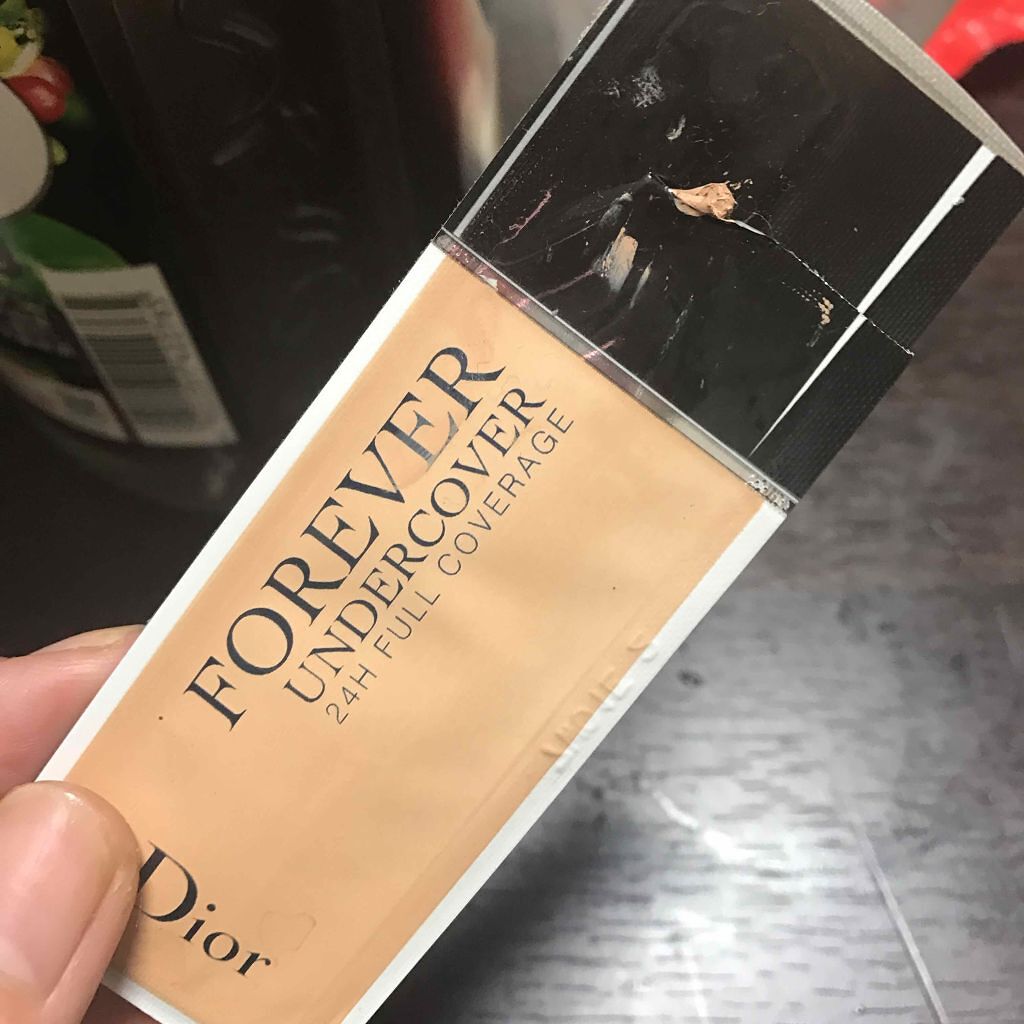 FOREVER
UNDERCOVER
24H FULL COVERAGE
Dior